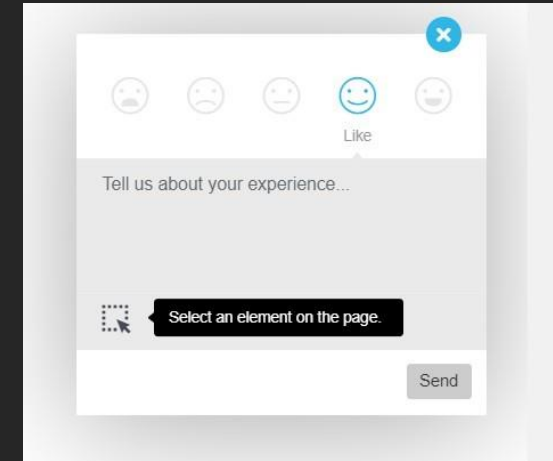 Like
Tell us about your experience...
Select an element on the page.
Send